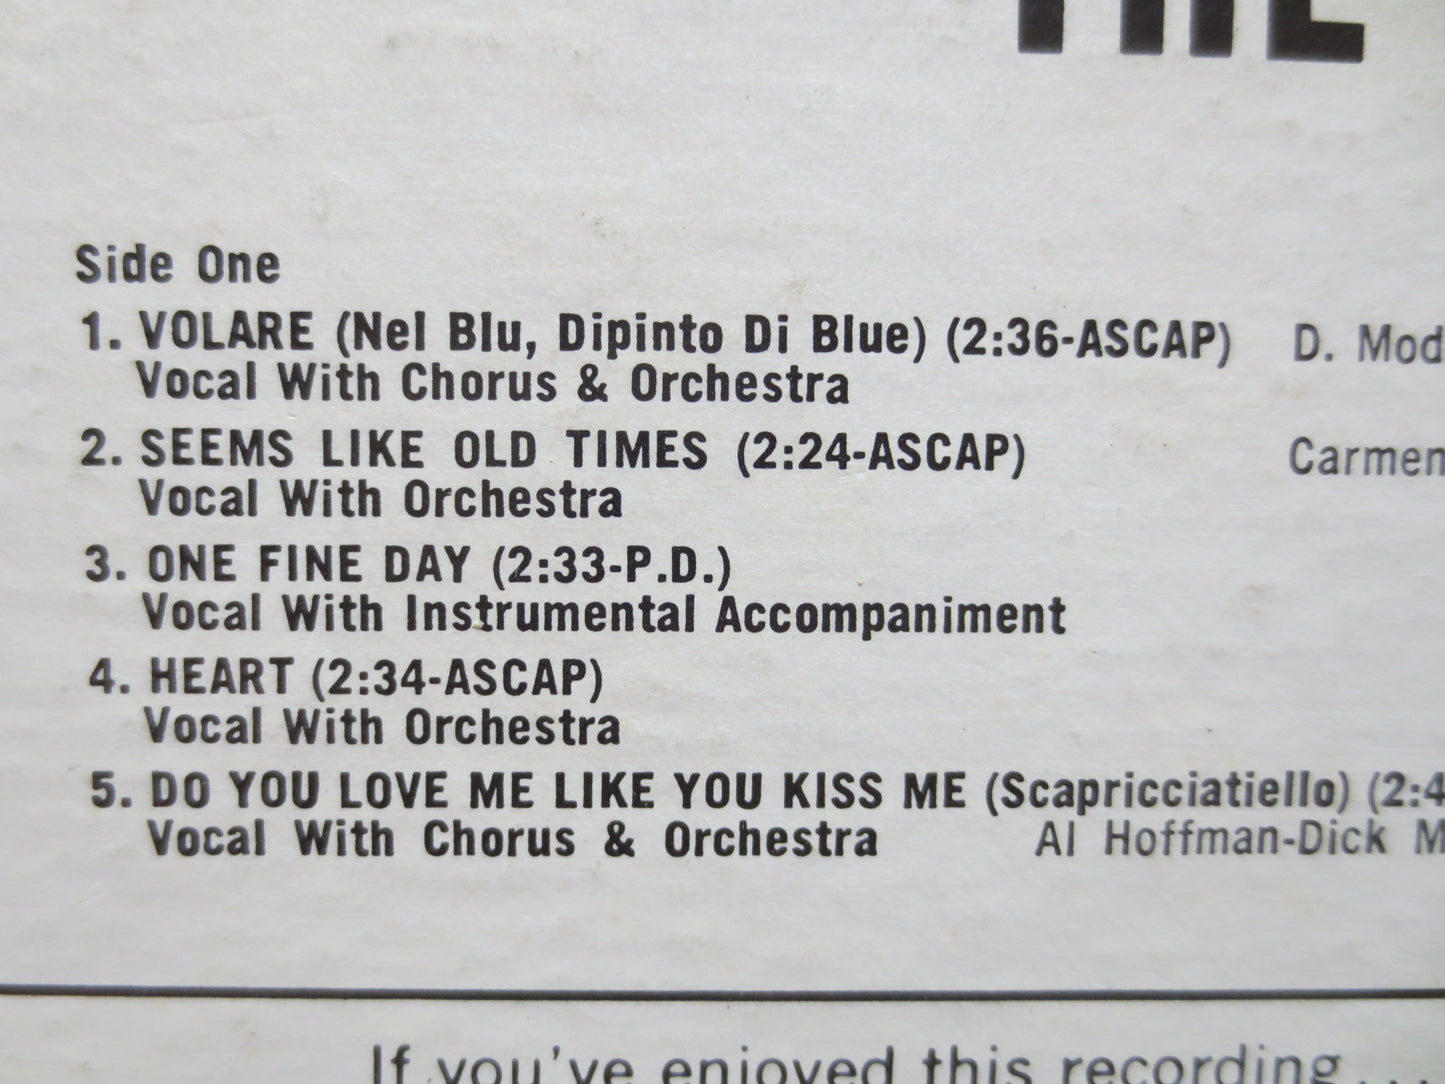 THE
Side One
1. VOLARE (Nel Blu, Dipinto Di Blue) (2:36-ASCAP) D. Mod
Vocal With Chorus & Orchestra
2. SEEMS LIKE OLD TIMES (2:24-ASCAP) Carmen
Vocal With Orchestra
3. ONE FINE DAY (2:33-P.D.)
Vocal With Instrumental Accompaniment
4. HEART (2:34-ASCAP)
Vocal With Orchestra
5. DO YOU LOVE ME LIKE YOU KISS ME (Scapricciatiello) (2:4
Vocal With Chorus & Orchestra Al Hoffman-Dick M
If you've enjoyed this recording...